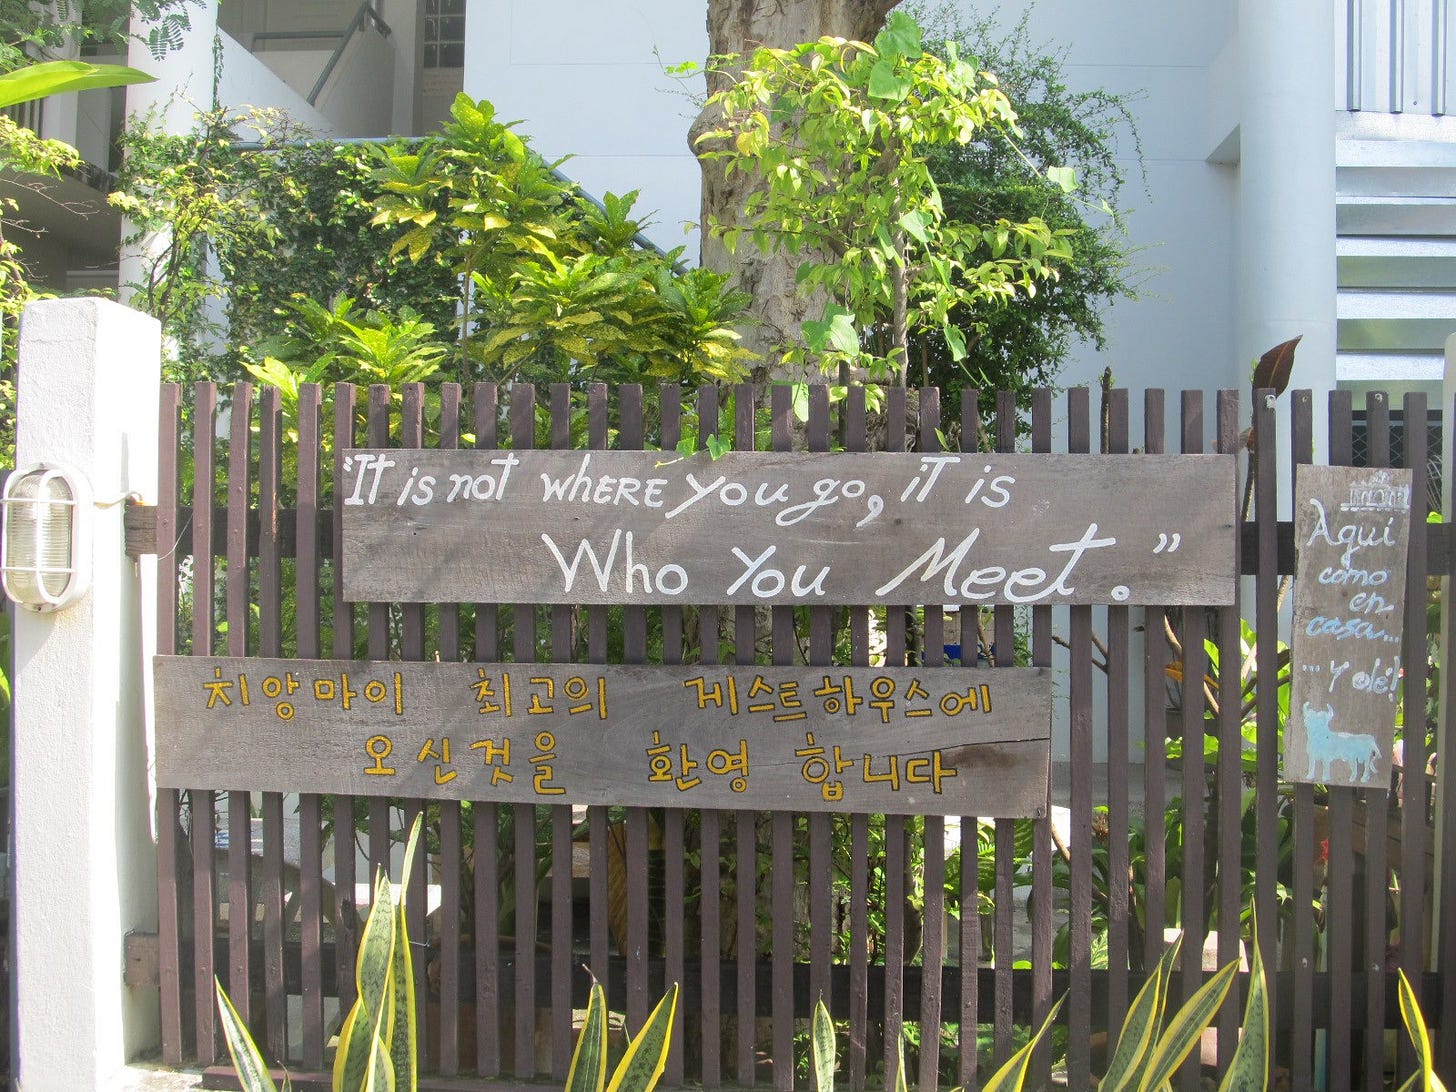 "IT is noT wheRE you go, iT is
Who You Meet."
치앙마이 최고의 게스트하우스에
오신것을 환영 합니다
Aquí
como
en
casa...
... Y olé!